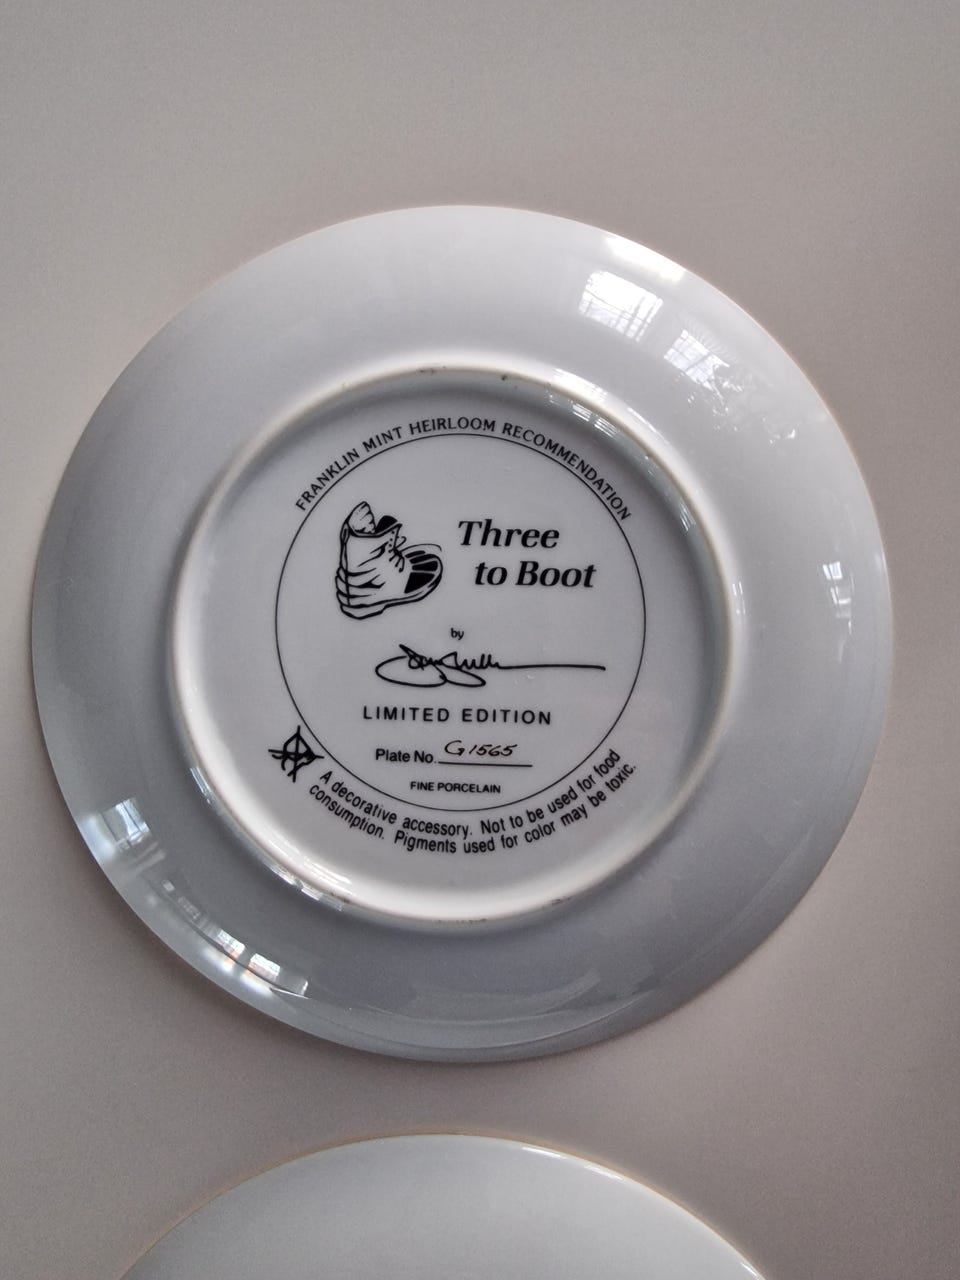 FRANKLIN MINT HEIRLOOM RECOMMENDATION
Three
to Boot
by
LIMITED EDITION
Plate No. G1565
FINE PORCELAIN
A decorative accessory. Not to be used for food
consumption. Pigments used for color may be toxic.